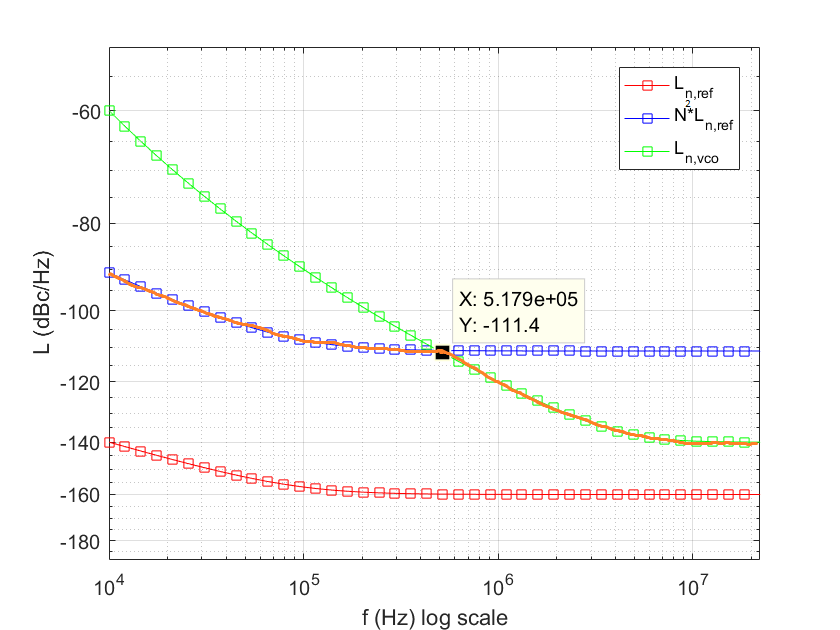 L (dBc/Hz)
-60
-80
-100
-120
-140
-160
-180
10^4
10^5
10^6
10^7
f (Hz) log scale
X: 5.179e+05
Y: -111.4
L_{n,ref}
N^2*L_{n,ref}
L_{n,vco}